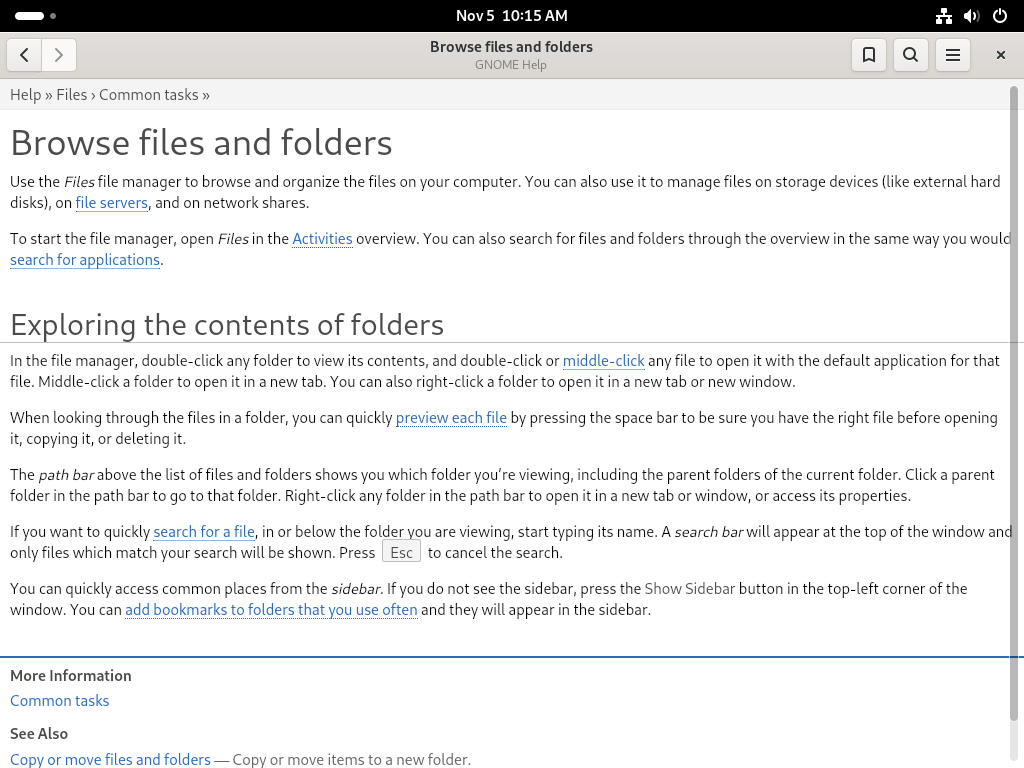 Nov 5  10:15 AM
Browse files and folders
GNOME Help
Help » Files › Common tasks »
Browse files and folders
Use the Files file manager to browse and organize the files on your computer. You can also use it to manage files on storage devices (like external hard
disks), on file servers, and on network shares.
To start the file manager, open Files in the Activities overview. You can also search for files and folders through the overview in the same way you would
search for applications.
Exploring the contents of folders
In the file manager, double-click any folder to view its contents, and double-click or middle-click any file to open it with the default application for that
file. Middle-click a folder to open it in a new tab. You can also right-click a folder to open it in a new tab or new window.
When looking through the files in a folder, you can quickly preview each file by pressing the space bar to be sure you have the right file before opening
it, copying it, or deleting it.
The path bar above the list of files and folders shows you which folder you’re viewing, including the parent folders of the current folder. Click a parent
folder in the path bar to go to that folder. Right-click any folder in the path bar to open it in a new tab or window, or access its properties.
If you want to quickly search for a file, in or below the folder you are viewing, start typing its name. A search bar will appear at the top of the window and
only files which match your search will be shown. Press Esc to cancel the search.
You can quickly access common places from the sidebar. If you do not see the sidebar, press the Show Sidebar button in the top-left corner of the
window. You can add bookmarks to folders that you use often and they will appear in the sidebar.
More Information
Common tasks
See Also
Copy or move files and folders — Copy or move items to a new folder.